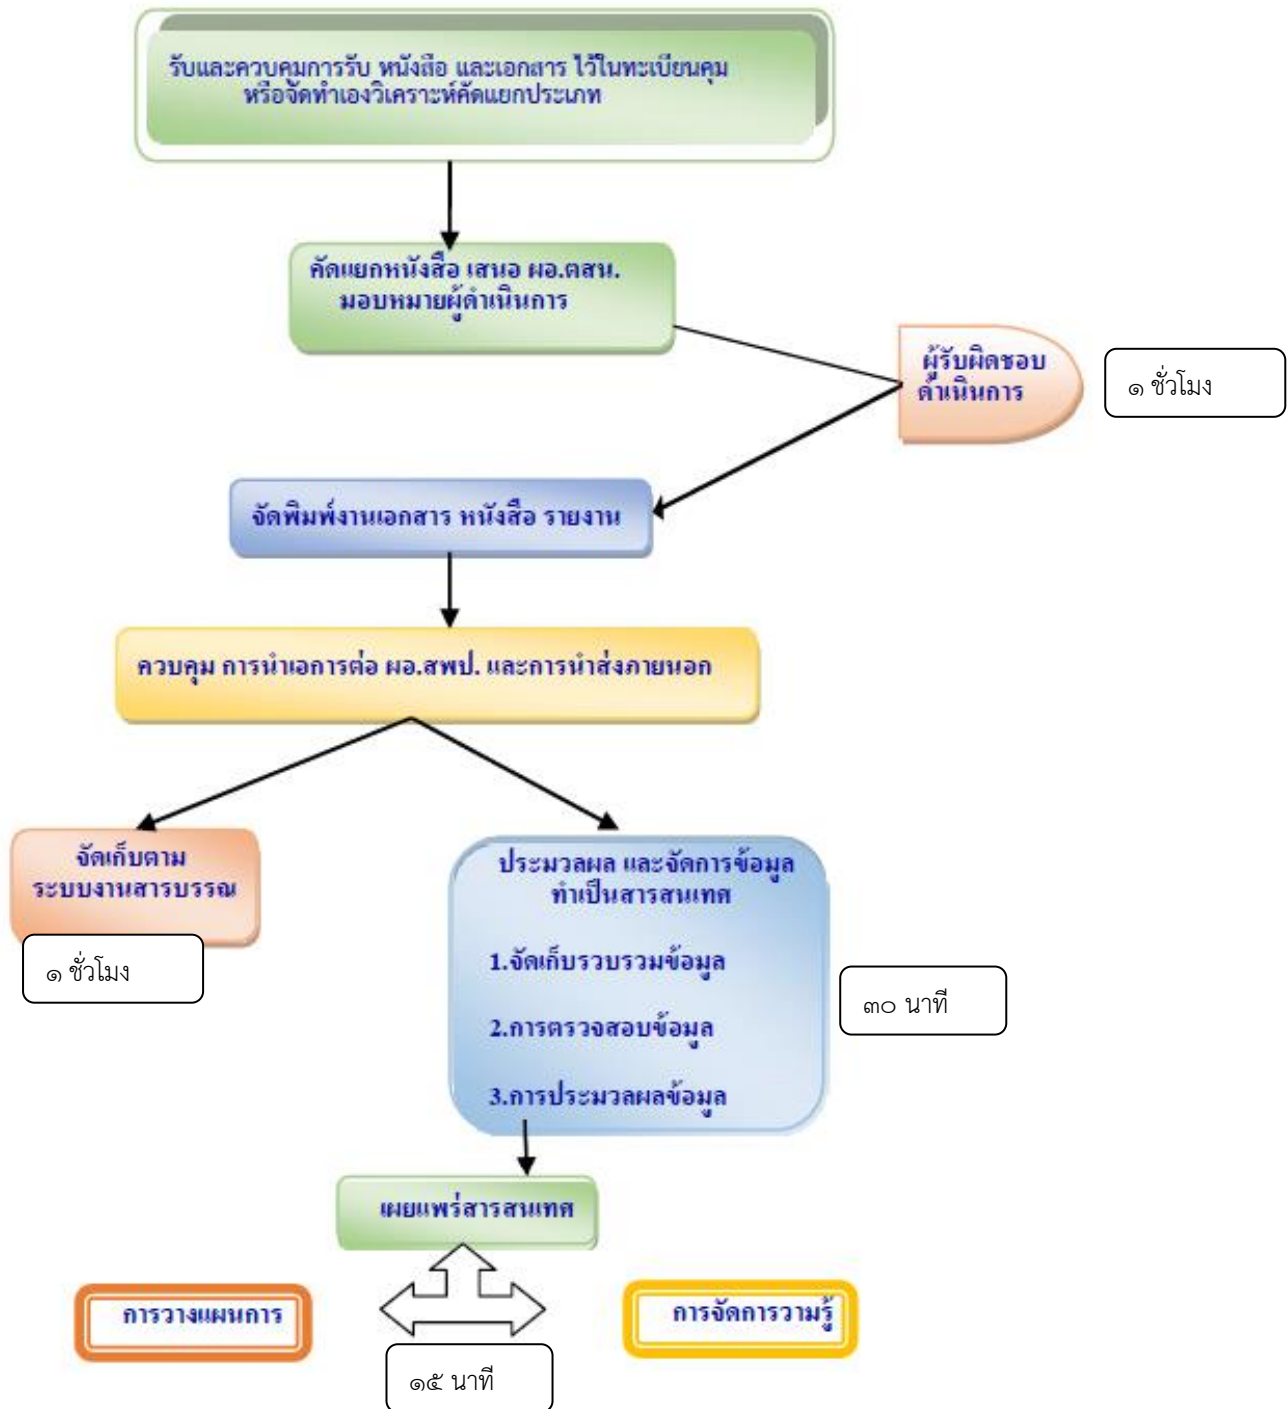 รับและควบคุมการรับ หนังสือ และเอกสาร ไว้ในทะเบียนคุม
หรือจัดทำเองวิเคราะห์คัดแยกประเภท
คัดแยกหนังสือ เสนอ ผอ.ตสน.
มอบหมายผู้ดำเนินการ
ผู้รับผิดชอบ
ดำเนินการ
๑ ชั่วโมง
จัดพิมพ์งานเอกสาร หนังสือ รายงาน
ควบคุม การนำเอการต่อ ผอ.สพป. และการนำส่งภายนอก
จัดเก็บตาม
ระบบงานสารบรรณ
๑ ชั่วโมง
ประมวลผล และจัดการข้อมูล
ทำเป็นสารสนเทศ
1.จัดเก็บรวบรวมข้อมูล
2.การตรวจสอบข้อมูล
3.การประมวลผลข้อมูล
๓๐ นาที
เผยแพร่สารสนเทศ
การวางแผนการ
การจัดการวามรู้
๑๕ นาที